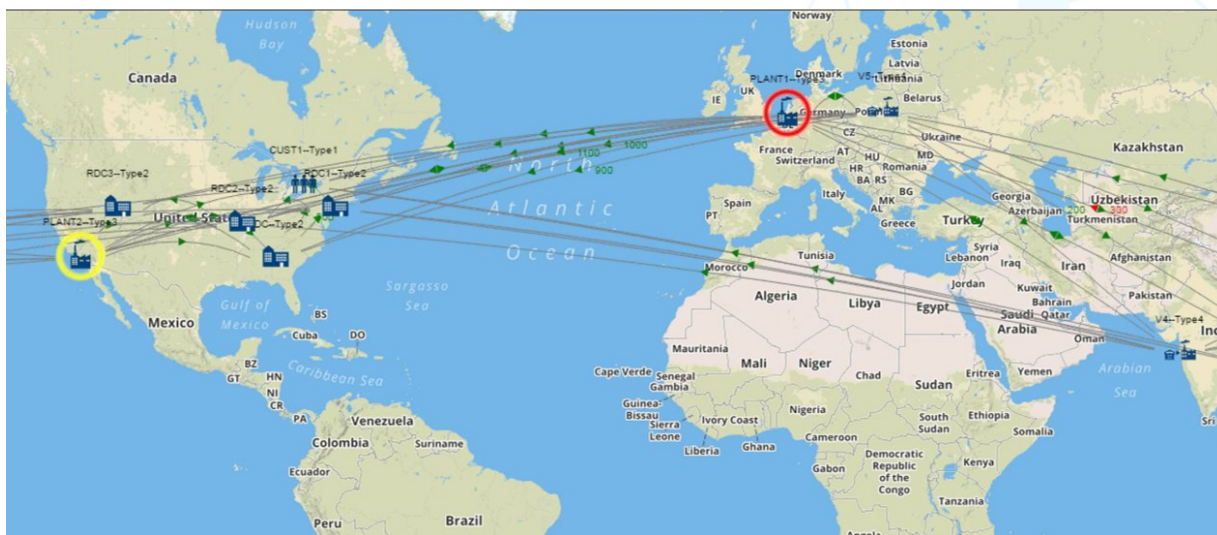 Hudson
Bay
Canada
Norway
Estonia
Latvia
Lithuania
Denmark
PLANT1--Type3
V5--Type4
IE
UK
Belarus
Germany
Ukraine
CZ
France
AT
HU
MD
Kazakhstan
Switzerland
Romania
HR
BA
RS
BG
Italy
MK
AL
PT
Spain
Greece
Turkey
Georgia
Azerbaijan
Uzbekistan
Turkmenistan
200
300
CUST1--Type1
RDC3--Type2
RDC2--Type2
RDC1--Type2
PLANT2--Type3
1100
1000
900
North
Atlantic
Ocean
Syria
Lebanon
Iraq
Iran
Afghanistan
Tunisia
Morocco
Jordan
Kuwait
Pakistan
Bahrain
Algeria
Libya
Egypt
Saudi
Arabia
Qatar
V4--Type4
Oman
Sargasso
Sea
Gulf of
Mexico
Mexico
BS
Cuba
DO
Mauritania
Mali
Niger
Yemen
Arabian
Sea
BZ
GT
HN
NI
CR
PA
Caribbean Sea
Cape Verde
Senegal
Gambia
Chad
Sudan
Eritrea
Guinea-
Bissau
Ivory Coast
Nigeria
South
Sudan
Ethiopia
Sierra
Leone
Somalia
Venezuela
Colombia
Suriname
Liberia
Ghana
Cameroon
Ecuador
Gabon
Democratic
Republic
of the
Congo
Kenya
Peru
Brazil
Tanzania